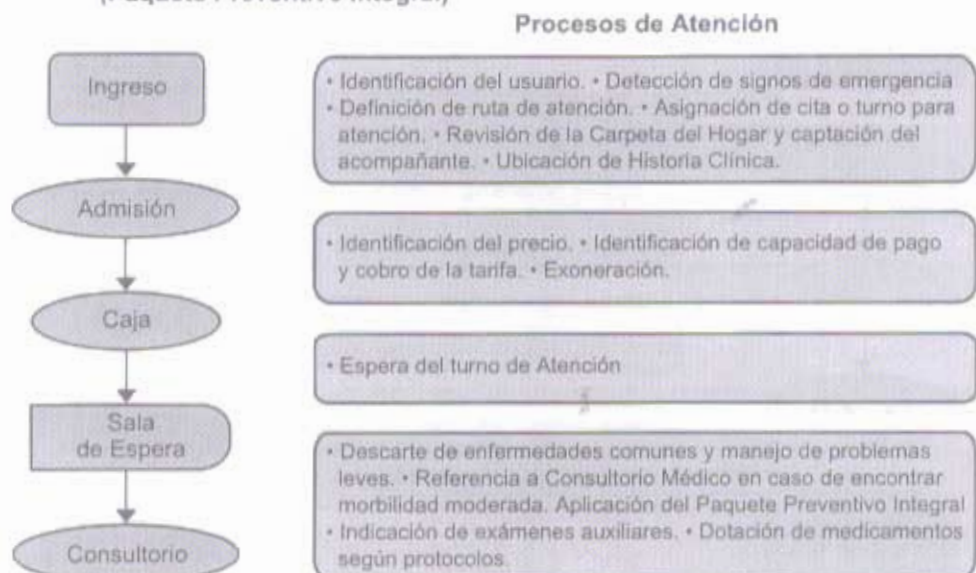 (Paquete Preventivo Integral)
Procesos de Atención
Ingreso
• Identificación del usuario. • Detección de signos de emergencia
• Definición de ruta de atención. • Asignación de cita o turno para
atención. • Revisión de la Carpeta del Hogar y captación del
acompañante. • Ubicación de Historia Clínica.
Admisión
• Identificación del precio. • Identificación de capacidad de pago
y cobro de la tarifa. • Exoneración.
Caja
• Espera del turno de Atención
Sala
de Espera
• Descarte de enfermedades comunes y manejo de problemas
leves. • Referencia a Consultorio Médico en caso de encontrar
morbilidad moderada. Aplicación del Paquete Preventivo Integral
• Indicación de exámenes auxiliares. • Dotación de medicamentos
según protocolos.
Consultorio